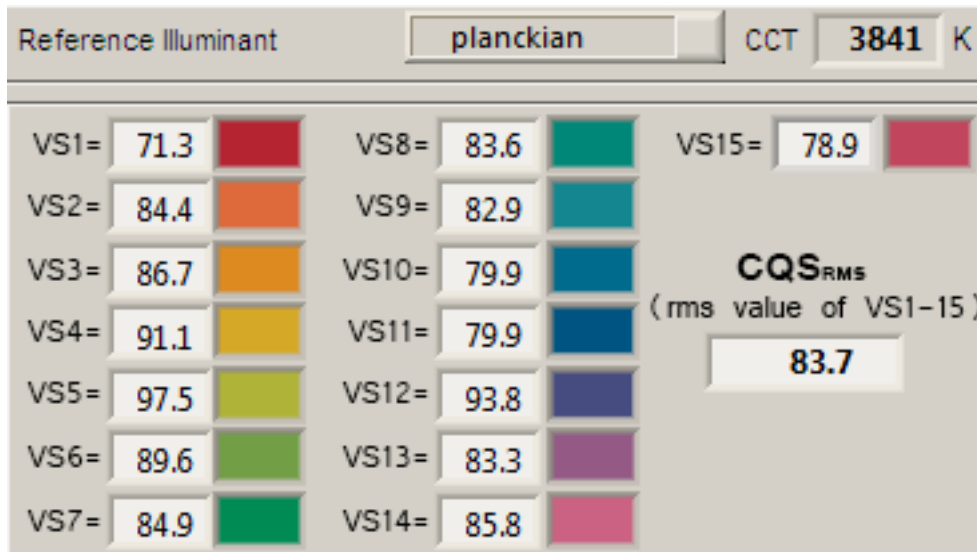 Reference Illuminant planckian CCT 3841 K
VS1= 71.3 VS8= 83.6 VS15= 78.9
VS2= 84.4 VS9= 82.9
VS3= 86.7 VS10= 79.9 CQSRMS
(rms value of VS1-15)
VS4= 91.1 VS11= 79.9
83.7
VS5= 97.5 VS12= 93.8
VS6= 89.6 VS13= 83.3
VS7= 84.9 VS14= 85.8